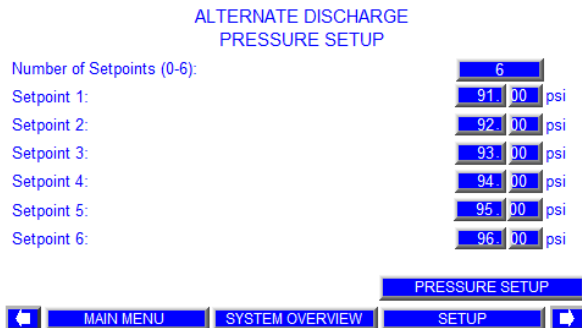 ALTERNATE DISCHARGE
PRESSURE SETUP
Number of Setpoints (0-6): 6
Setpoint 1: 91. 00 psi
Setpoint 2: 92. 00 psi
Setpoint 3: 93. 00 psi
Setpoint 4: 94. 00 psi
Setpoint 5: 95. 00 psi
Setpoint 6: 96. 00 psi
PRESSURE SETUP
MAIN MENU SYSTEM OVERVIEW SETUP